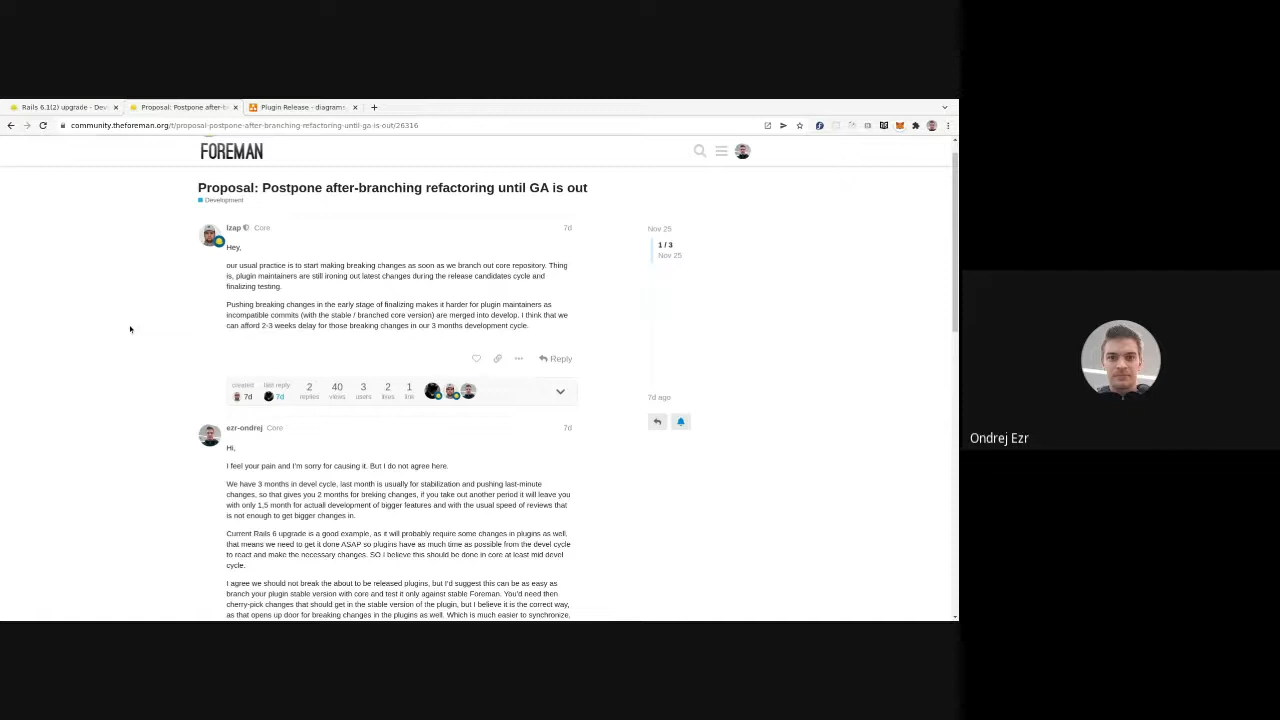 Rails 6.1(2) upgrade - Dev
Proposal: Postpone after-b
Plugin Release - diagrams.
community.theforeman.org/t/proposal-postpone-after-branching-refactoring-until-ga-is-out/26316
FOREMAN
Proposal: Postpone after-branching refactoring until GA is out
Development
lzap Core
7d
Hey,
our usual practice is to start making breaking changes as soon as we branch out core repository. Thing
is, plugin maintainers are still ironing out latest changes during the release candidates cycle and
finalizing testing.
Pushing breaking changes in the early stage of finalizing makes it harder for plugin maintainers as
incompatible commits (with the stable / branched core version) are merged into develop. I think that we
can afford 2-3 weeks delay for those breaking changes in our 3 months development cycle.
Reply
created
7d
last reply
7d
2
replies
40
views
3
users
2
likes
1
link
Nov 25
1 / 3
Nov 25
7d ago
ezr-ondrej Core
7d
Hi,
I feel your pain and I'm sorry for causing it. But I do not agree here.
We have 3 months in devel cycle, last month is usually for stabilization and pushing last-minute
changes, so that gives you 2 months for breking changes, if you take out another period it will leave you
with only 1,5 month for actuall development of bigger features and with the usual speed of reviews that
is not enough to get bigger changes in.
Current Rails 6 upgrade is a good example, as it will probably require some changes in plugins as well,
that means we need to get it done ASAP so plugins have as much time as possible from the devel cycle
to react and make the necessary changes. SO I believe this should be done in core at least mid devel
cycle.
I agree we should not break the about to be released plugins, but I'd suggest this can be as easy as
branch your plugin stable version with core and test it only against stable Foreman. You'd need then
cherry-pick changes that should get in the stable version of the plugin, but I believe it is the correct way,
as that opens up door for breaking changes in the plugins as well. Which is much easier to synchronize.
Ondrej Ezr